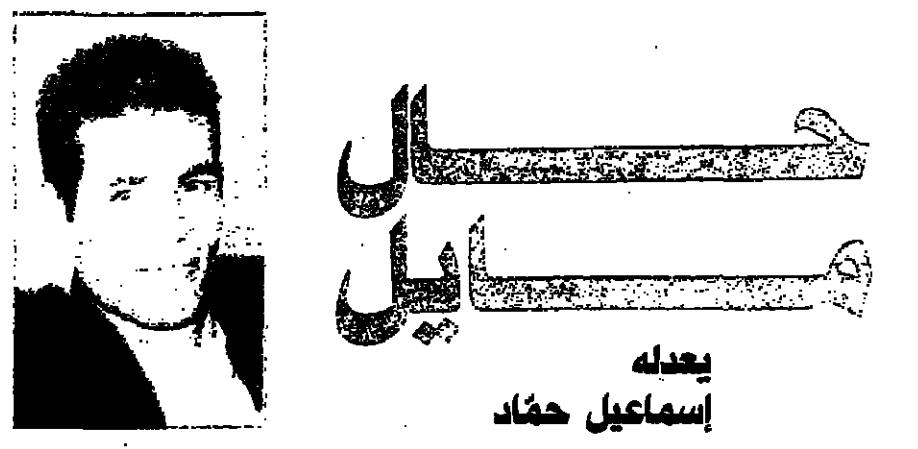 حال
مايل
يعدله
إسماعيل حمّاد